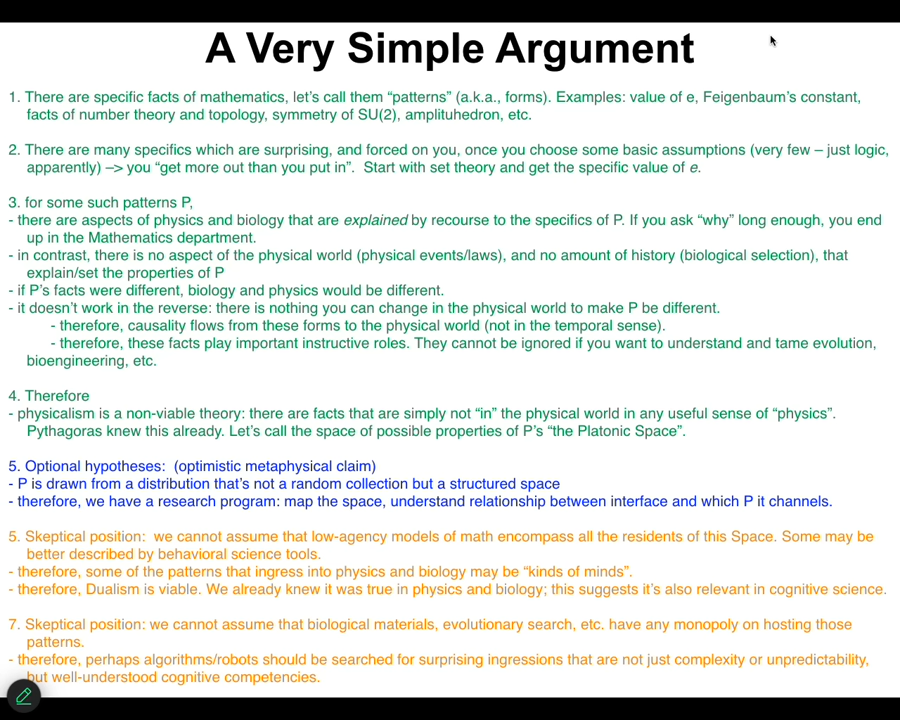 A Very Simple Argument
1. There are specific facts of mathematics, let's call them "patterns" (a.k.a., forms). Examples: value of e, Feigenbaum's constant,
facts of number theory and topology, symmetry of SU(2), amplituhedron, etc.
2. There are many specifics which are surprising, and forced on you, once you choose some basic assumptions (very few – just logic,
apparently) –> you "get more out than you put in". Start with set theory and get the specific value of e.
3. for some such patterns P,
- there are aspects of physics and biology that are explained by recourse to the specifics of P. If you ask "why" long enough, you end
up in the Mathematics department.
- in contrast, there is no aspect of the physical world (physical events/laws), and no amount of history (biological selection), that
explain/set the properties of P
- if P's facts were different, biology and physics would be different.
- it doesn't work in the reverse: there is nothing you can change in the physical world to make P be different.
- therefore, causality flows from these forms to the physical world (not in the temporal sense).
- therefore, these facts play important instructive roles. They cannot be ignored if you want to understand and tame evolution,
bioengineering, etc.
4. Therefore
- physicalism is a non-viable theory: there are facts that are simply not "in" the physical world in any useful sense of "physics".
Pythagoras knew this already. Let's call the space of possible properties of P's "the Platonic Space".
5. Optional hypotheses: (optimistic metaphysical claim)
- P is drawn from a distribution that's not a random collection but a structured space
- therefore, we have a research program: map the space, understand relationship between interface and which P it channels.
5. Skeptical position: we cannot assume that low-agency models of math encompass all the residents of this Space. Some may be
better described by behavioral science tools.
- therefore, some of the patterns that ingress into physics and biology may be "kinds of minds".
- therefore, Dualism is viable. We already knew it was true in physics and biology; this suggests it's also relevant in cognitive science.
7. Skeptical position: we cannot assume that biological materials, evolutionary search, etc. have any monopoly on hosting those
patterns.
- therefore, perhaps algorithms/robots should be searched for surprising ingressions that are not just complexity or unpredictability,
but well-understood cognitive competencies.